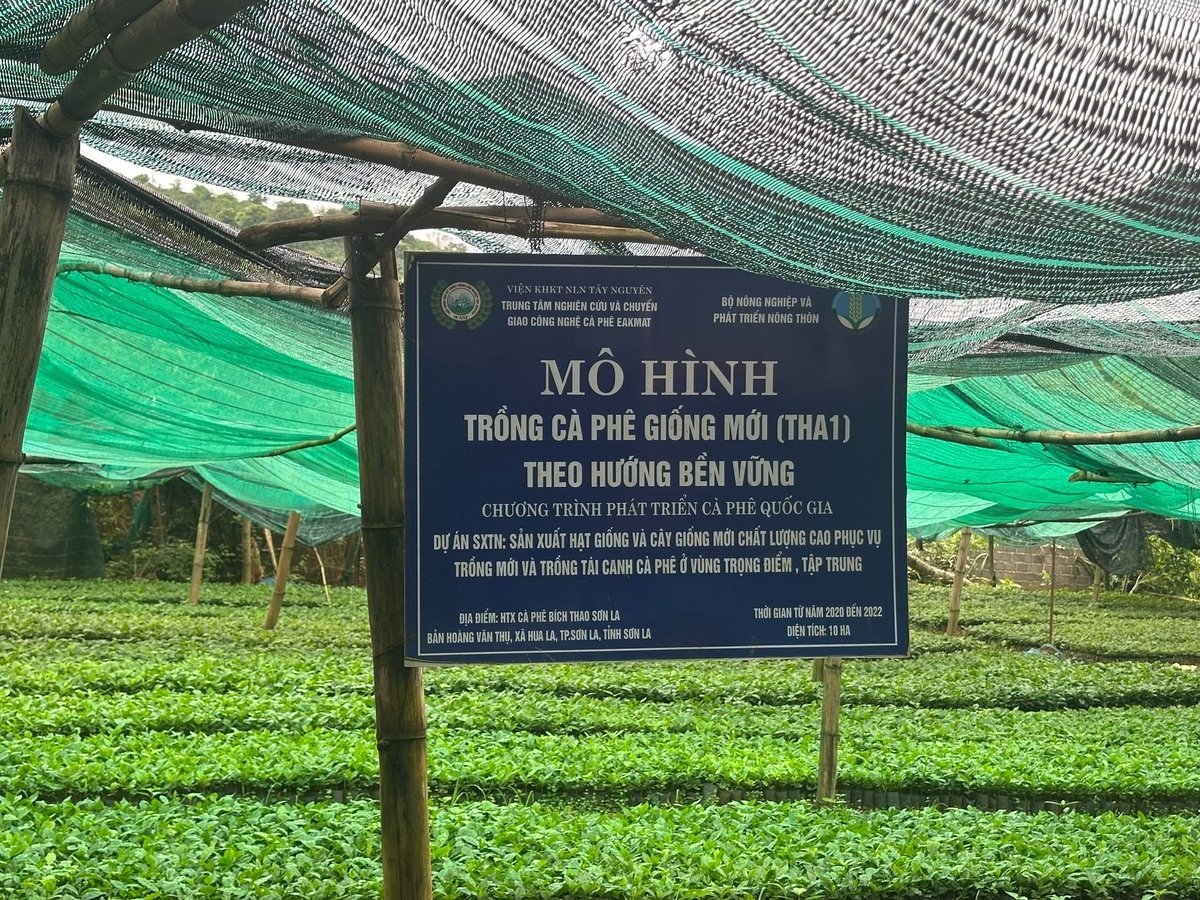 VIỆN KHKT NLN TÂY NGUYÊN
TRUNG TÂM NGHIÊN CỨU VÀ CHUYỂN
GIAO CÔNG NGHỆ CÀ PHÊ EAKMAT
BỘ NÔNG NGHIỆP VÀ
PHÁT TRIỂN NÔNG THÔN
MÔ HÌNH
TRỒNG CÀ PHÊ GIỐNG MỚI (THA1)
THEO HƯỚNG BỀN VỮNG
CHƯƠNG TRÌNH PHÁT TRIỂN CÀ PHÊ QUỐC GIA
DỰ ÁN SXTN: SẢN XUẤT HẠT GIỐNG VÀ CÂY GIỐNG MỚI CHẤT LƯỢNG CAO PHỤC VỤ
TRỒNG MỚI VÀ TRỒNG TÁI CANH CÀ PHÊ Ở VÙNG TRỌNG ĐIỂM , TẬP TRUNG
ĐỊA ĐIỂM: HTX CÀ PHÊ BÍCH THAO SƠN LA
BẢN HOÀNG VĂN THỤ, XÃ HUA LA, TP.SƠN LA, TỈNH SƠN LA
THỜI GIAN TỪ NĂM 2020 ĐẾN 2022
DIỆN TÍCH: 10 HA